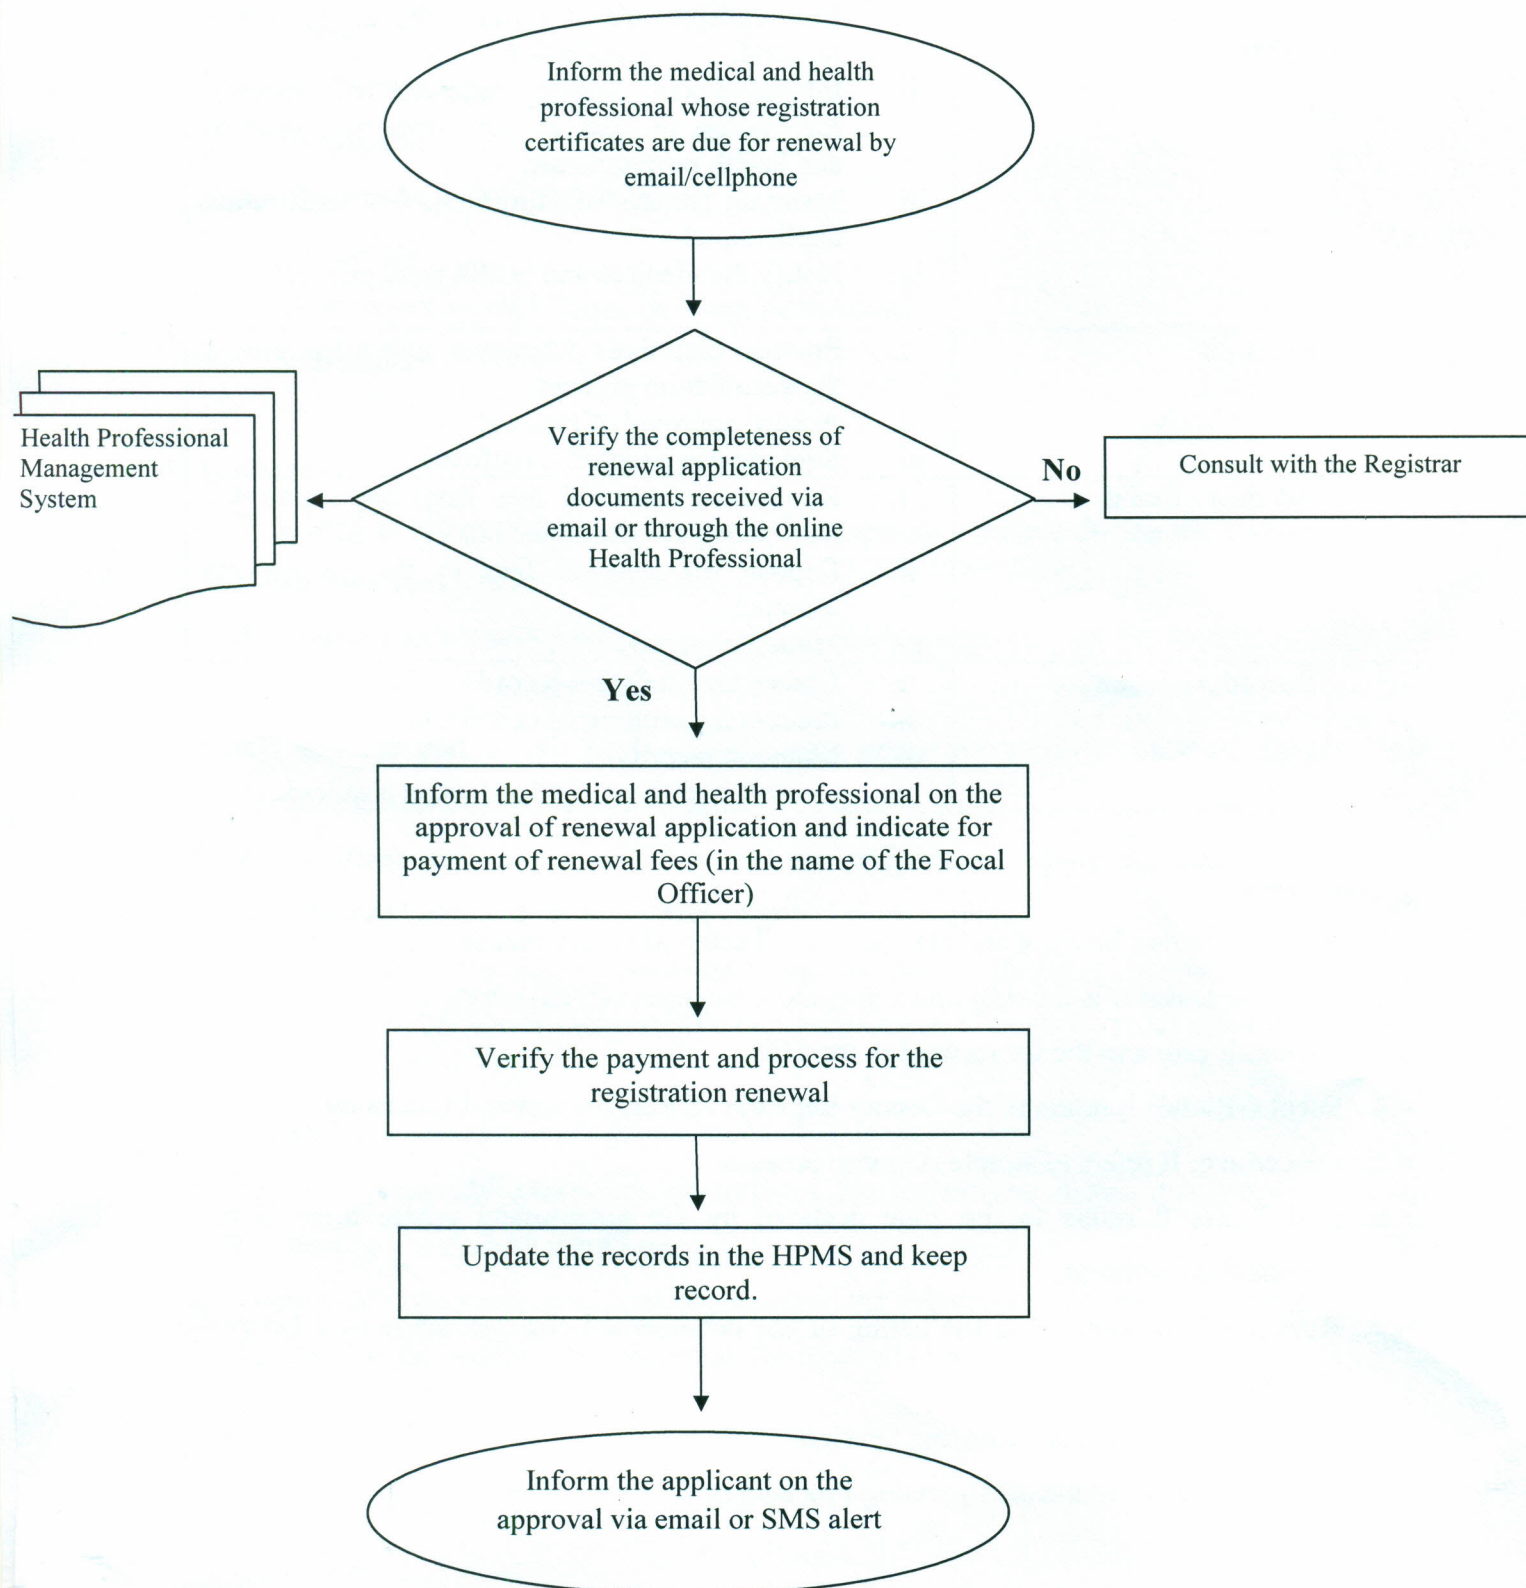 Inform the medical and health
professional whose registration
certificates are due for renewal by
email/cellphone
Health Professional
Management
System
Verify the completeness of
renewal application
documents received via
email or through the online
Health Professional
No
Consult with the Registrar
Yes
Inform the medical and health professional on the
approval of renewal application and indicate for
payment of renewal fees (in the name of the Focal
Officer)
Verify the payment and process for the
registration renewal
Update the records in the HPMS and keep
record.
Inform the applicant on the
approval via email or SMS alert